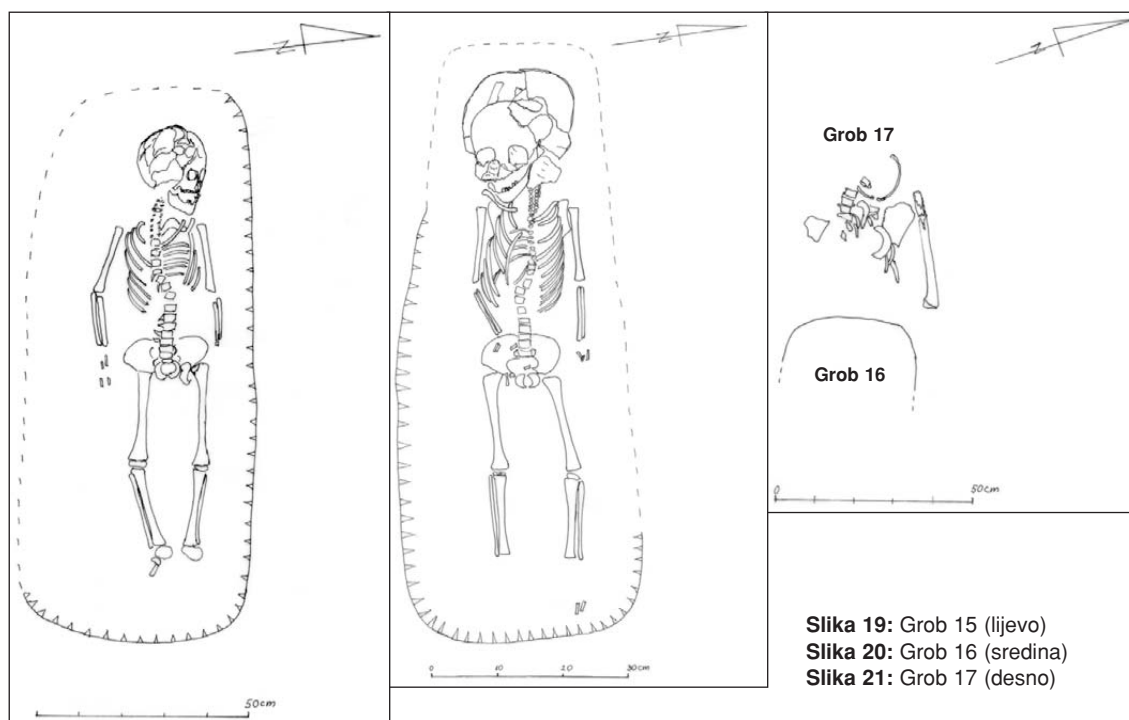 N
N
N
Grob 17
Grob 16
0 50cm
50cm
0 10 20 30cm
Slika 19: Grob 15 (lijevo)
Slika 20: Grob 16 (sredina)
Slika 21: Grob 17 (desno)